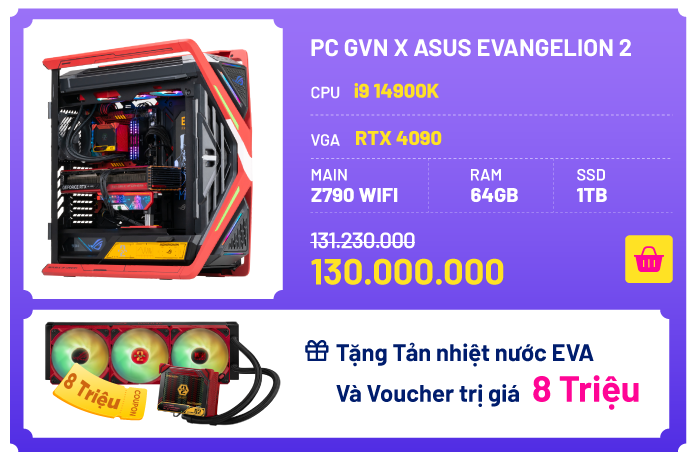 PC GVN X ASUS EVANGELION 2
CPU i9 14900K
VGA RTX 4090
MAIN RAM SSD
Z790 WIFI 64GB 1TB
131.230.000
130.000.000
8 Triệu
COUPON
Tặng Tản nhiệt nước EVA
Và Voucher trị giá 8 Triệu